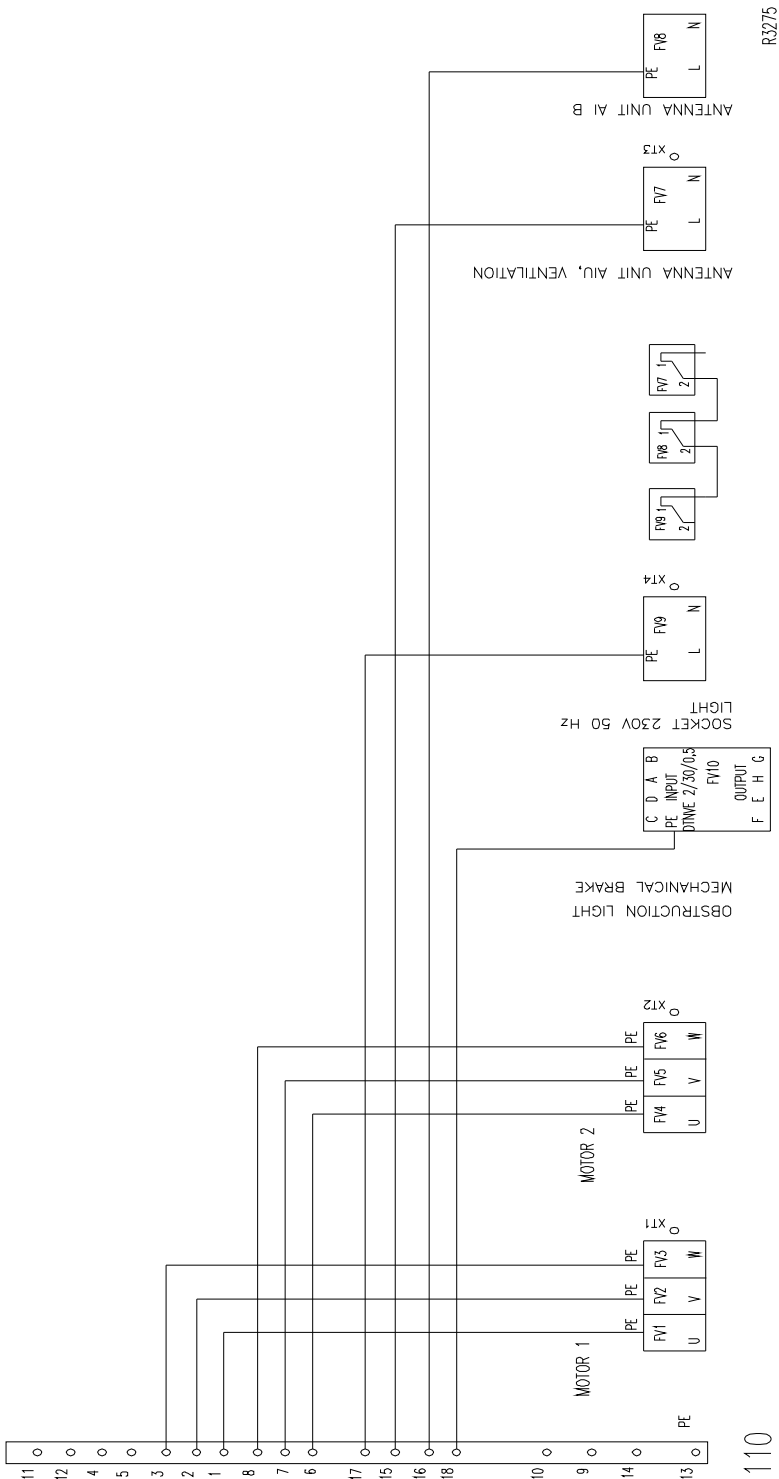 11
12
4
5
3
2
1
8
7
6
17
15
16
18
10
9
14
13
PE
110
MOTOR 1
PE
PE
PE
FV1
FV2
FV3
U
V
W
XT1
MOTOR 2
PE
PE
PE
FV4
FV5
FV6
U
V
W
XT2
OBSTRUCTION LIGHT
MECHANICAL BRAKE
C D A B
PE INPUT
DTNVE 2/30/0,5
FV10
OUTPUT
F E H G
SOCKET 230V 50 Hz
LIGHT
PE
FV9
L
N
XT4
FV9 1
2
FV8 1
2
FV7 1
2
ANTENNA UNIT AIU, VENTILATION
PE
FV7
L
N
XT3
ANTENNA UNIT AI B
PE
FV8
L
N
R3275